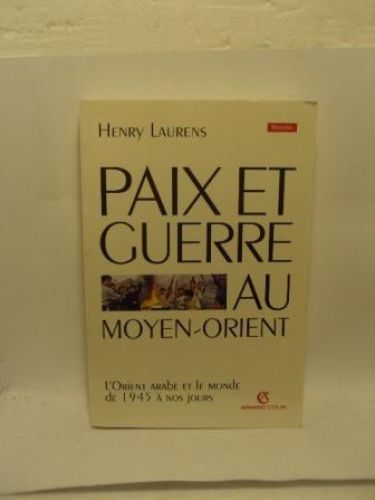 HENRY LAURENS
Histoire
PAIX ET
GUERRE
AU
MOYEN-ORIENT
L'ORIENT ARABE ET LE MONDE
DE 1945 À NOS JOURS
ARMAND COLIN